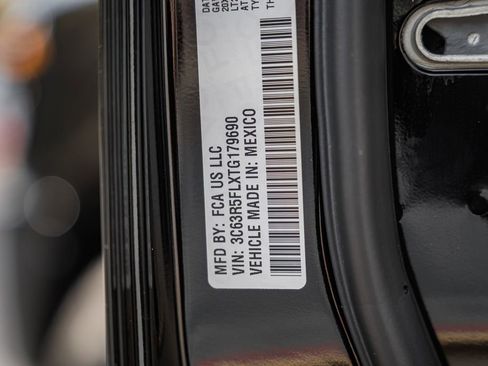 MFD BY: FCA US LLC
VIN: 3C63R5FLXTG179690
VEHICLE MADE IN: MEXICO